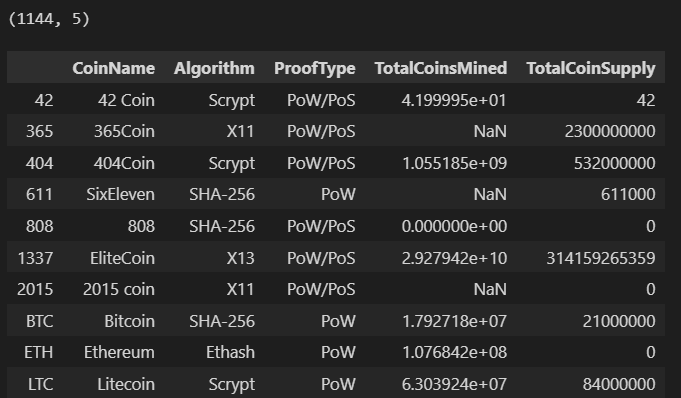 (1144, 5)
CoinName Algorithm ProofType TotalCoinsMined TotalCoinSupply
42 42 Coin Scrypt PoW/PoS 4.199995e+01 42
365 365Coin X11 PoW/PoS NaN 2300000000
404 404Coin Scrypt PoW/PoS 1.055185e+09 532000000
611 SixEleven SHA-256 PoW NaN 611000
808 808 SHA-256 PoW/PoS 0.000000e+00 0
1337 EliteCoin X13 PoW/PoS 2.927942e+10 314159265359
2015 2015 coin X11 PoW/PoS NaN 0
BTC Bitcoin SHA-256 PoW 1.792718e+07 21000000
ETH Ethereum Ethash PoW 1.076842e+08 0
LTC Litecoin Scrypt PoW 6.303924e+07 84000000